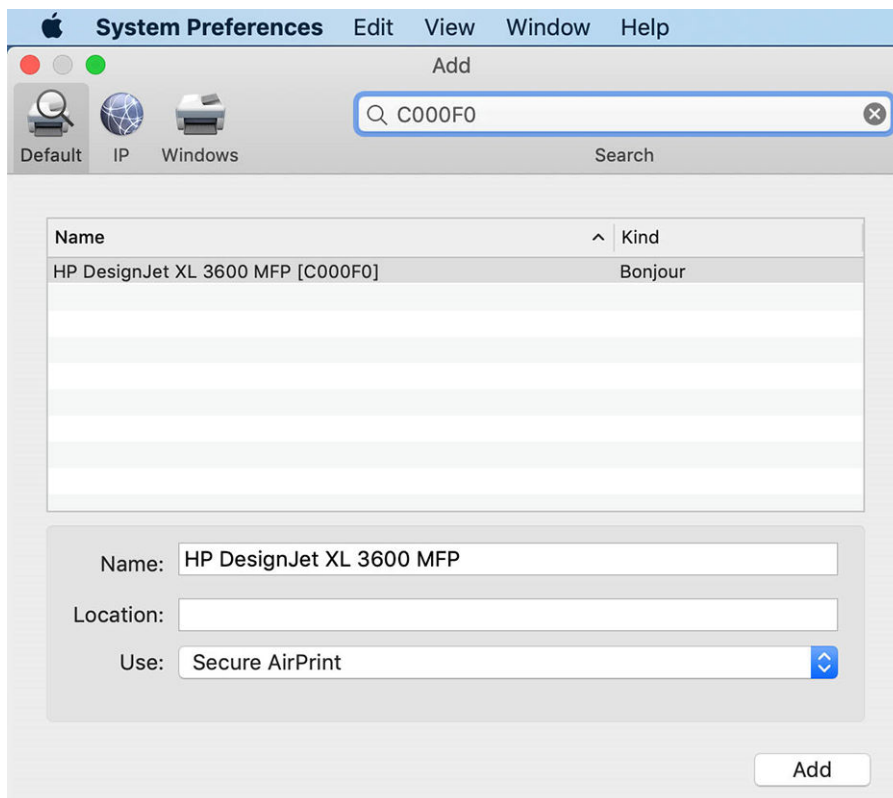 System Preferences Edit View Window Help
Add
C000F0
Default IP Windows Search
Name Kind
HP DesignJet XL 3600 MFP [C000F0] Bonjour
Name: HP DesignJet XL 3600 MFP
Location:
Use: Secure AirPrint
Add